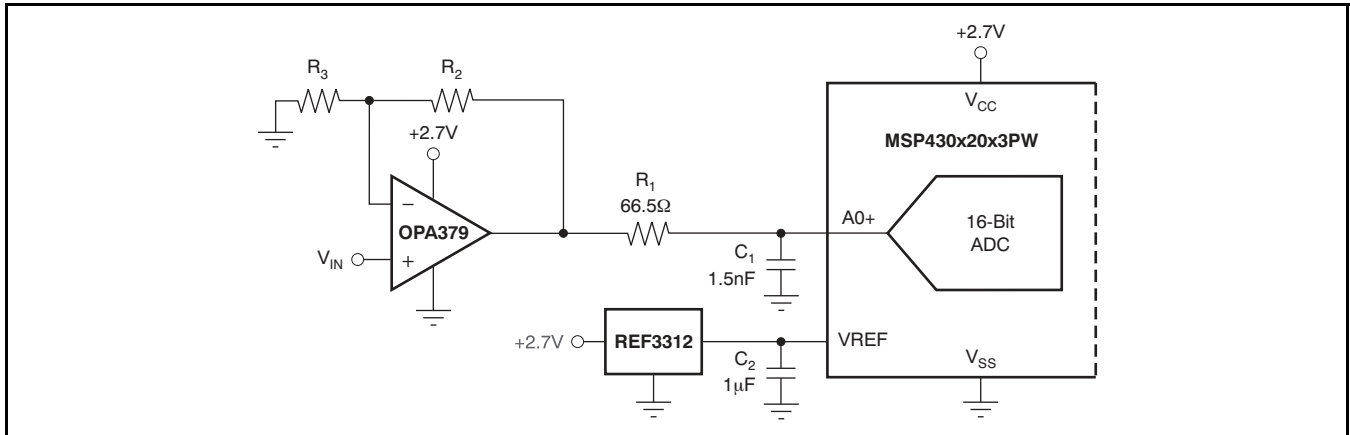 +2.7V
R3
R2
VCC
+2.7V
MSP430x20x3PW
R1
66.5Ω
−
OPA379
A0+
16-Bit
ADC
VIN
+
C1
1.5nF
+2.7V
REF3312
VREF
C2
1μF
VSS